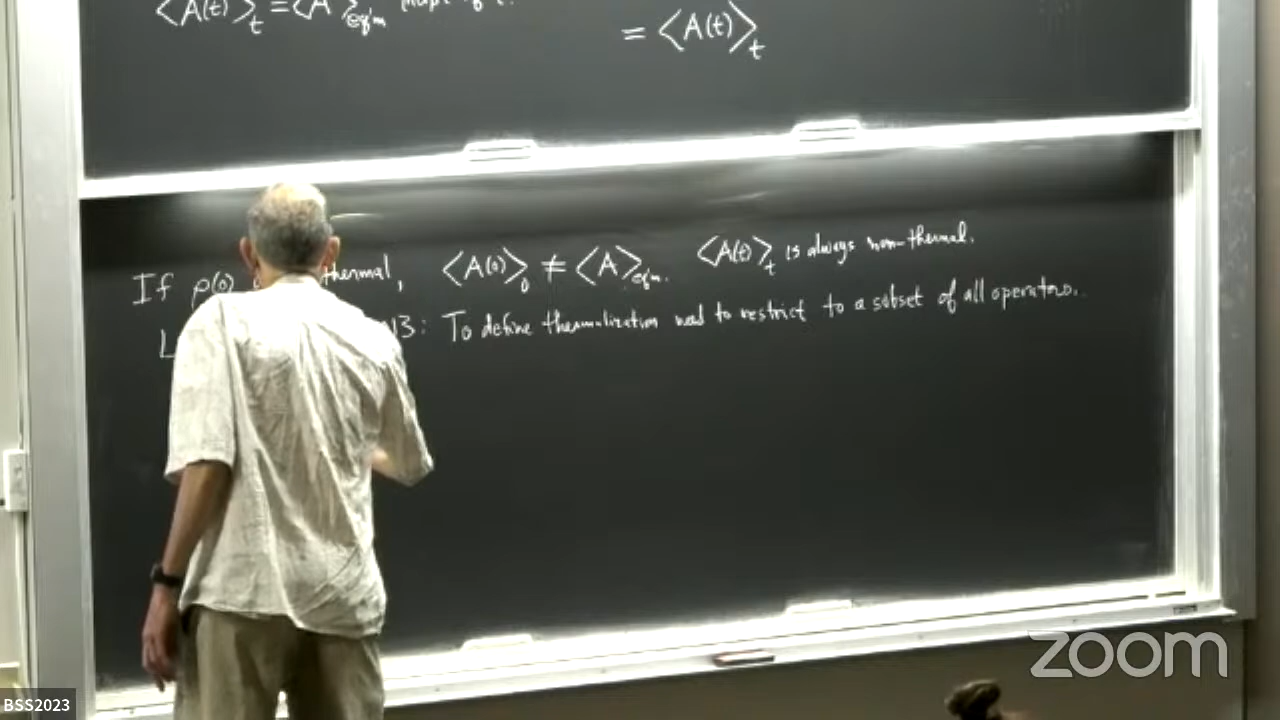 ⟨A(t)⟩_t = ⟨A⟩_eq'm
= ⟨A(t)⟩_t
If ρ(0) thermal, ⟨A(0)⟩_0 ≠ ⟨A⟩_eq'm. ⟨A(t)⟩_t is always non-thermal.
L N3: To define thermalization need to restrict to a subset of all operators.
zoom
BSS2023